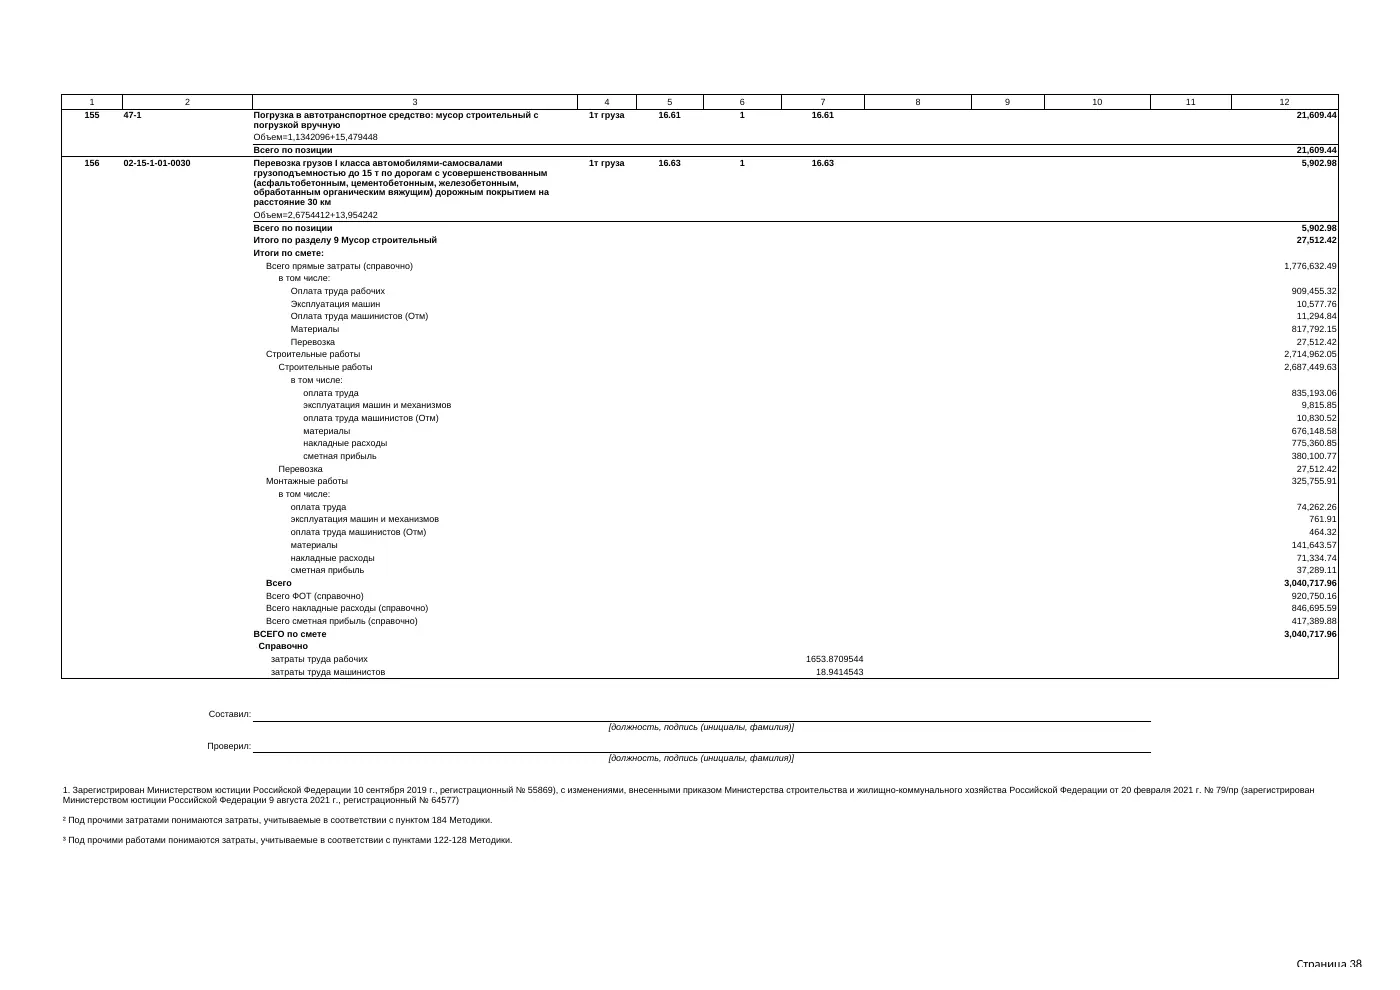 1 2 3 4 5 6 7 8 9 10 11 12
155 47-1 Погрузка в автотранспортное средство: мусор строительный с 1т груза 16.61 1 16.61 21,609.44
погрузкой вручную
Объем=1,1342096+15,479448
Всего по позиции 21,609.44
156 02-15-1-01-0030 Перевозка грузов I класса автомобилями-самосвалами 1т груза 16.63 1 16.63 5,902.98
грузоподъемностью до 15 т по дорогам с усовершенствованным
(асфальтобетонным, цементобетонным, железобетонным,
обработанным органическим вяжущим) дорожным покрытием на
расстояние 30 км
Объем=2,6754412+13,954242
Всего по позиции 5,902.98
Итого по разделу 9 Мусор строительный 27,512.42
Итоги по смете:
Всего прямые затраты (справочно) 1,776,632.49
в том числе:
Оплата труда рабочих 909,455.32
Эксплуатация машин 10,577.76
Оплата труда машинистов (Отм) 11,294.84
Материалы 817,792.15
Перевозка 27,512.42
Строительные работы 2,714,962.05
Строительные работы 2,687,449.63
в том числе:
оплата труда 835,193.06
эксплуатация машин и механизмов 9,815.85
оплата труда машинистов (Отм) 10,830.52
материалы 676,148.58
накладные расходы 775,360.85
сметная прибыль 380,100.77
Перевозка 27,512.42
Монтажные работы 325,755.91
в том числе:
оплата труда 74,262.26
эксплуатация машин и механизмов 761.91
оплата труда машинистов (Отм) 464.32
материалы 141,643.57
накладные расходы 71,334.74
сметная прибыль 37,289.11
Всего 3,040,717.96
Всего ФОТ (справочно) 920,750.16
Всего накладные расходы (справочно) 846,695.59
Всего сметная прибыль (справочно) 417,389.88
ВСЕГО по смете 3,040,717.96
Справочно
затраты труда рабочих 1653.8709544
затраты труда машинистов 18.9414543
Составил:
[должность, подпись (инициалы, фамилия)]
Проверил:
[должность, подпись (инициалы, фамилия)]
1. Зарегистрирован Министерством юстиции Российской Федерации 10 сентября 2019 г., регистрационный № 55869), с изменениями, внесенными приказом Министерства строительства и жилищно-коммунального хозяйства Российской Федерации от 20 февраля 2021 г. № 79/пр (зарегистрирован
Министерством юстиции Российской Федерации 9 августа 2021 г., регистрационный № 64577)
² Под прочими затратами понимаются затраты, учитываемые в соответствии с пунктом 184 Методики.
³ Под прочими работами понимаются затраты, учитываемые в соответствии с пунктами 122-128 Методики.
Страница 38